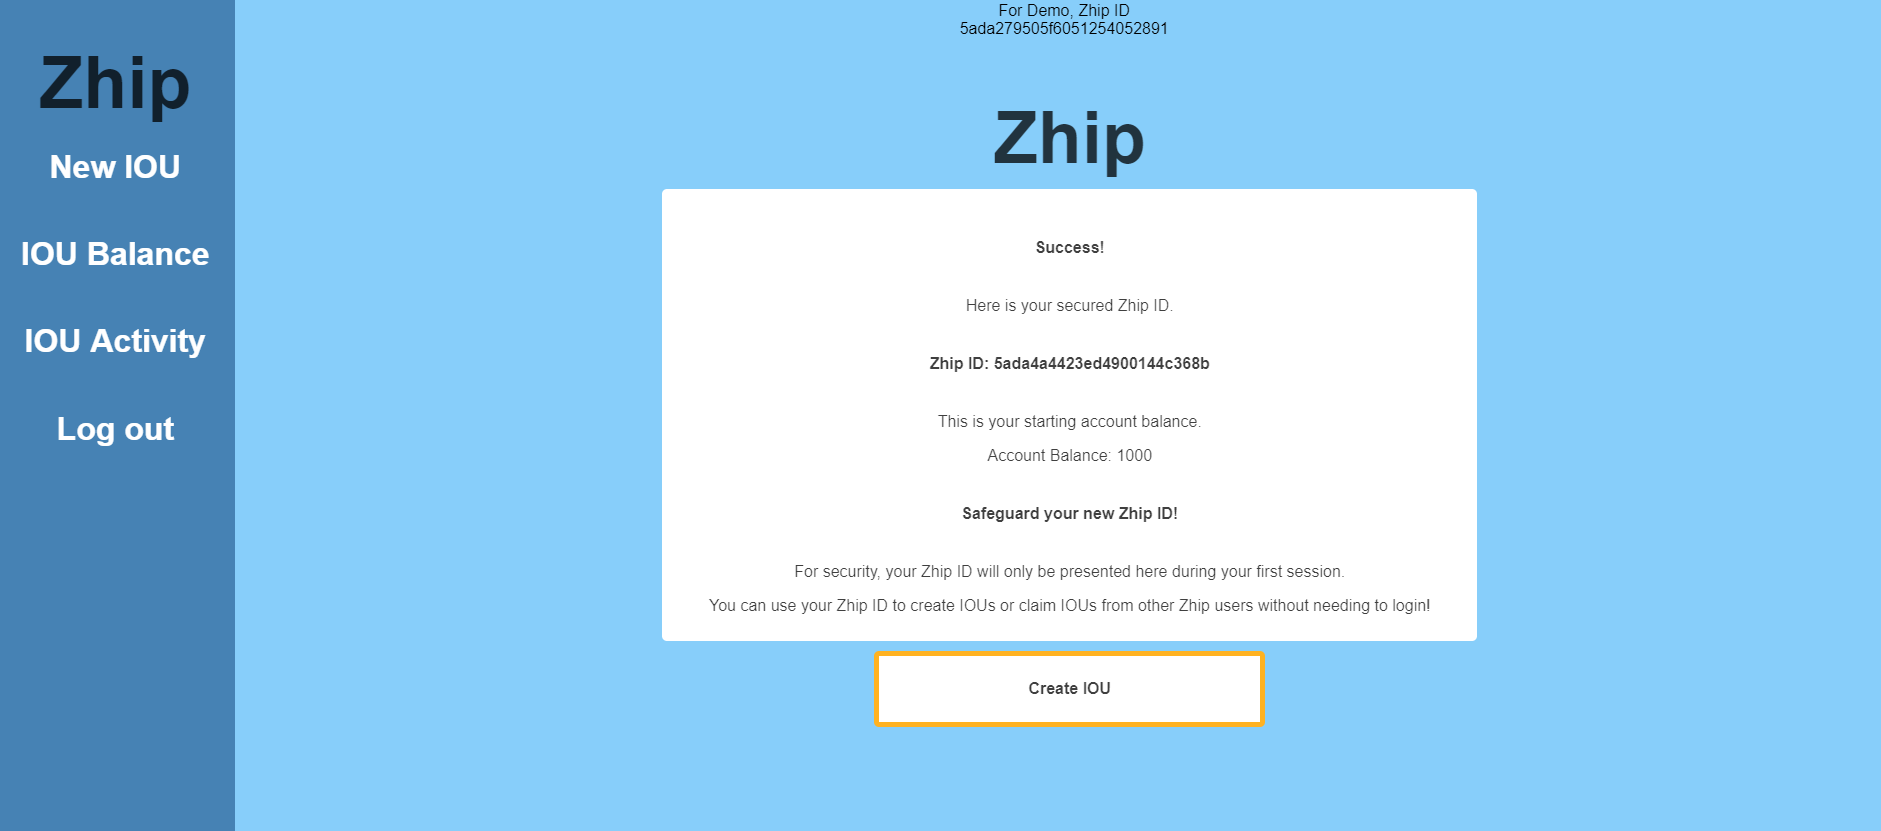 For Demo, Zhip ID
5ada279505f6051254052891
Zhip
New IOU
IOU Balance
IOU Activity
Log out
Zhip
Success!
Here is your secured Zhip ID.
Zhip ID: 5ada4a4423ed4900144c368b
This is your starting account balance.
Account Balance: 1000
Safeguard your new Zhip ID!
For security, your Zhip ID will only be presented here during your first session.
You can use your Zhip ID to create IOUs or claim IOUs from other Zhip users without needing to login!
Create IOU